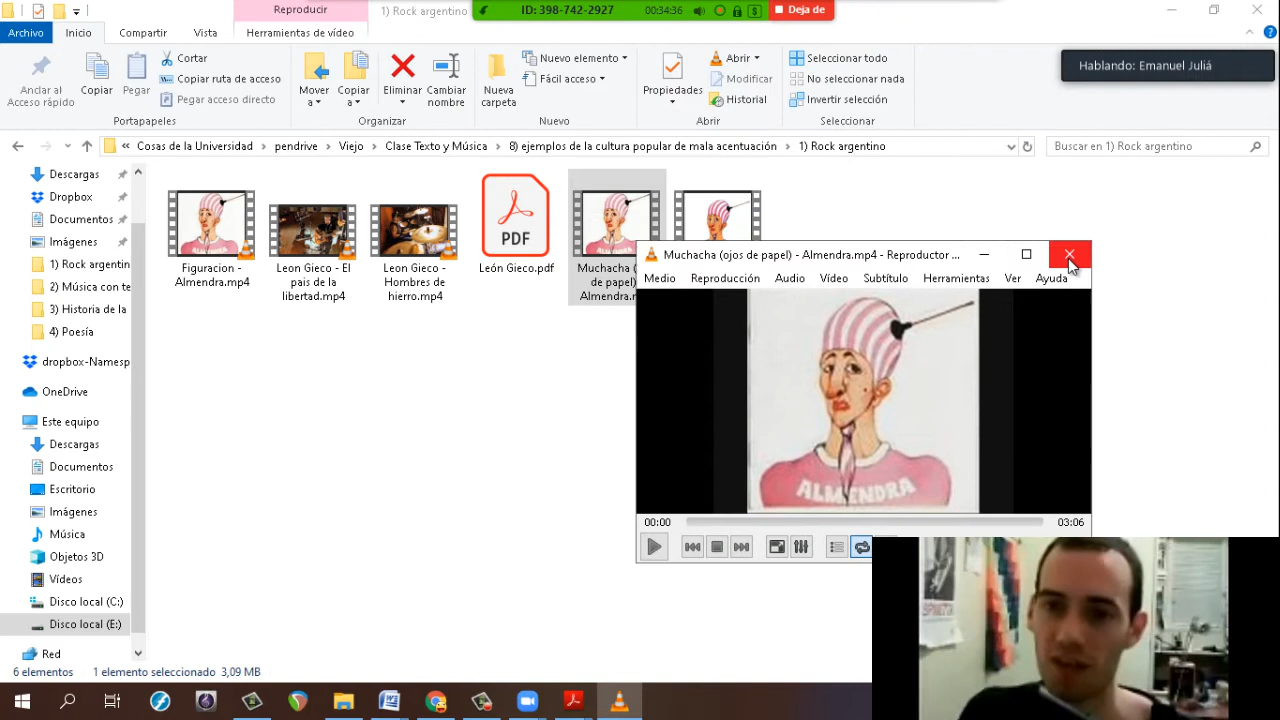 Reproducir
1) Rock argentino
ID: 398-742-2927
00:34:36
Deja de
Archivo
Inicio
Compartir
Vista
Herramientas de vídeo
Anclar al
Acceso rápido
Copiar
Pegar
Cortar
Copiar ruta de acceso
Pegar acceso directo
Portapapeles
Mover
a
Copiar
a
Eliminar
Cambiar
nombre
Organizar
Nueva
carpeta
Nuevo elemento
Fácil acceso
Nuevo
Propiedades
Abrir
Modificar
Historial
Abrir
Seleccionar todo
No seleccionar nada
Invertir selección
Seleccionar
Hablando: Emanuel Juliá
« Cosas de la Universidad > pendrive > Viejo > Clase Texto y Música > 8) ejemplos de la cultura popular de mala acentuación > 1) Rock argentino
Buscar en 1) Rock argentino
Descargas
Dropbox
Documentos
Imágenes
1) Rock argentino
2) Música con te
3) Historia de la
4) Poesía
dropbox-Namesp
OneDrive
Este equipo
Descargas
Documentos
Escritorio
Imágenes
Música
Objetos 3D
Vídeos
Disco local (C:)
Disco local (E:)
Red
Figuracion -
Almendra.mp4
Leon Gieco - El
pais de la
libertad.mp4
Leon Gieco -
Hombres de
hierro.mp4
PDF
León Gieco.pdf
Muchacha (
de papel)
Almendra.m
Muchacha (ojos de papel) - Almendra.mp4 - Reproductor ...
Medio
Reproducción
Audio
Vídeo
Subtítulo
Herramientas
Ver
Ayuda
ALMENDRA
00:00
03:06
SPINETTA
6 elementos
1 elemento seleccionado 3,09 MB